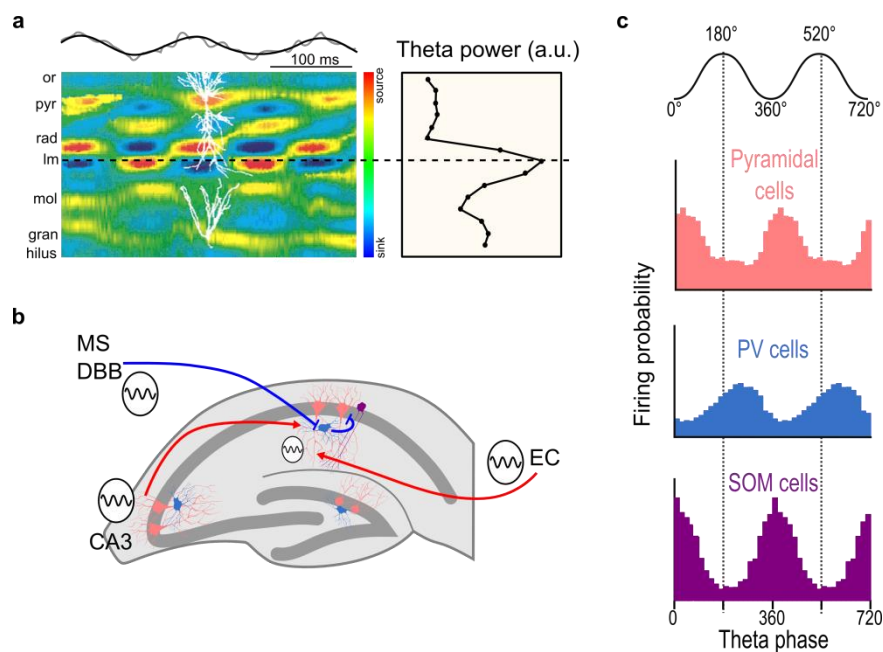 a
100 ms
or
pyr
rad
lm
mol
gran
hilus
source
sink
Theta power (a.u.)
b
MS
DBB
CA3
EC
c
180°
520°
0°
360°
720°
Firing probability
Pyramidal
cells
PV cells
SOM cells
0
360
720
Theta phase